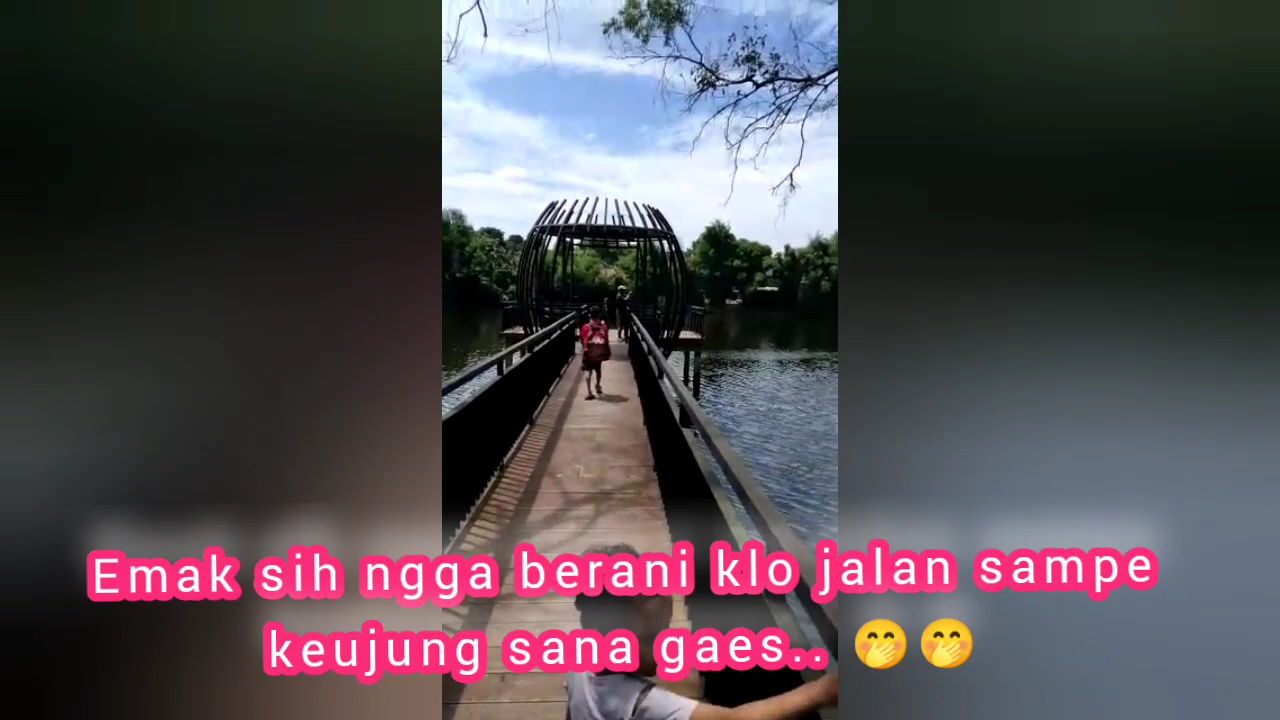 Emak sih ngga berani klo jalan sampe
keujung sana gaes.. 🤭🤭